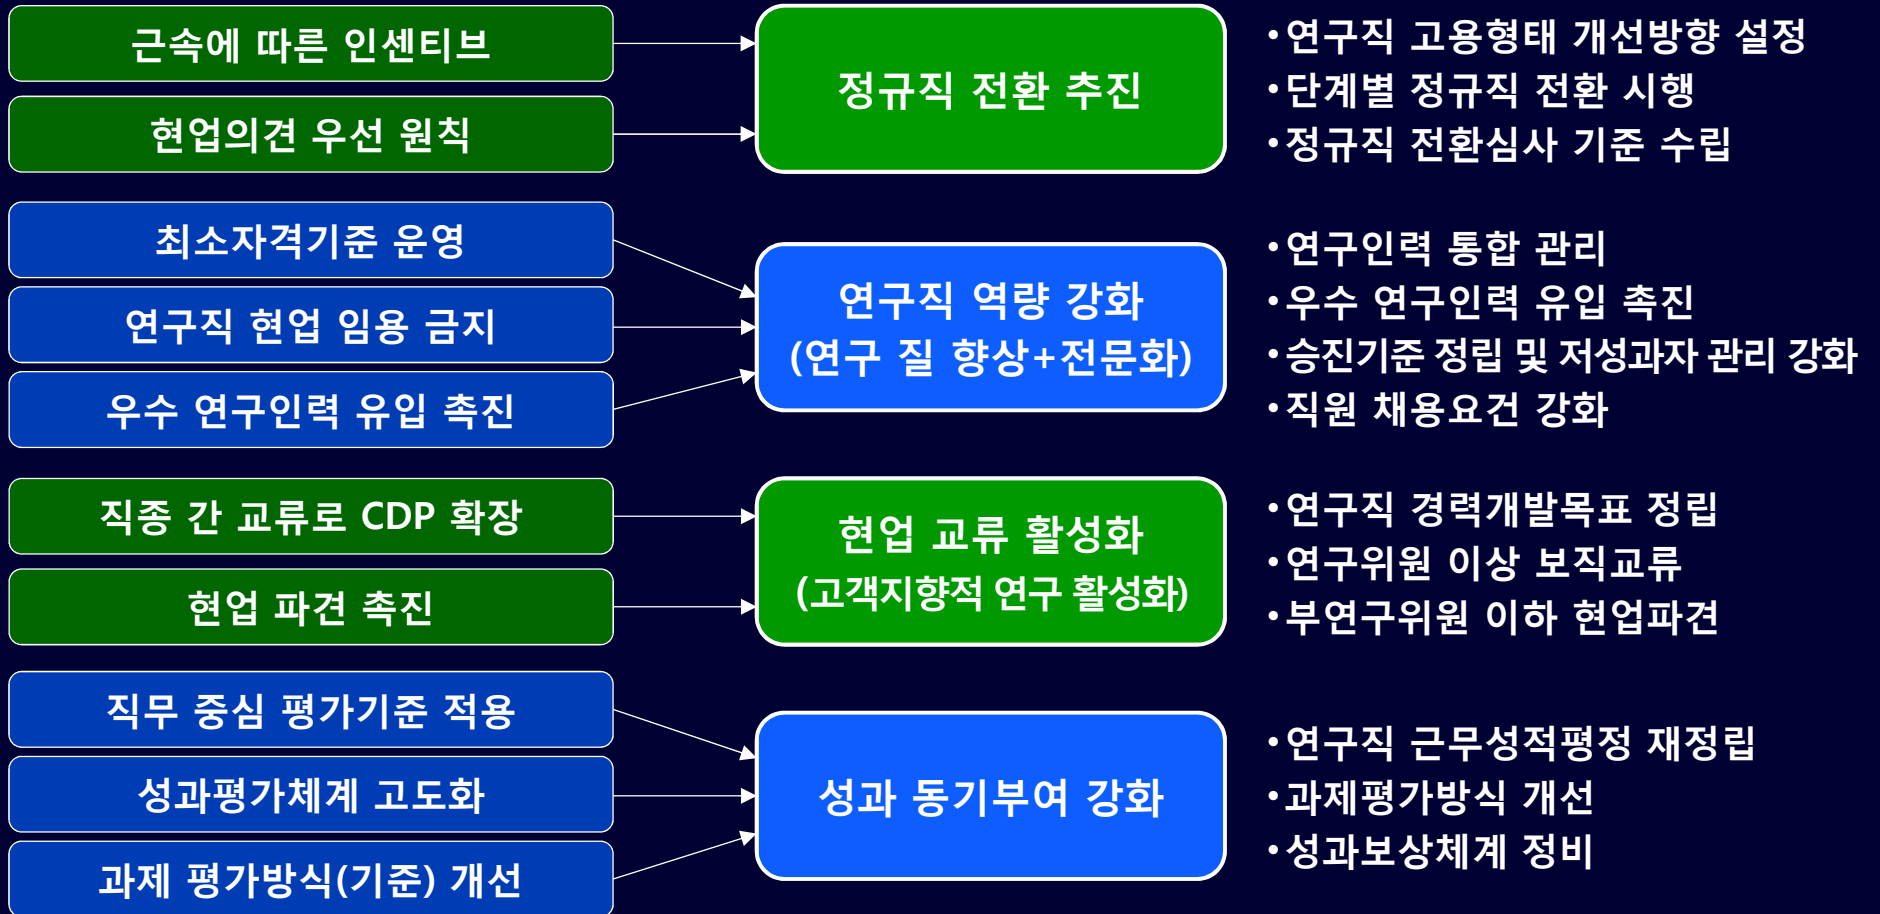 근속에 따른 인센티브
현업의견 우선 원칙
정규직 전환 추진
•연구직 고용형태 개선방향 설정
•단계별 정규직 전환 시행
•정규직 전환심사 기준 수립
최소자격기준 운영
연구직 현업 임용 금지
우수 연구인력 유입 촉진
연구직 역량 강화
(연구 질 향상+전문화)
•연구인력 통합 관리
•우수 연구인력 유입 촉진
•승진기준 정립 및 저성과자 관리 강화
•직원 채용요건 강화
직종 간 교류로 CDP 확장
현업 파견 촉진
현업 교류 활성화
(고객지향적 연구 활성화)
•연구직 경력개발목표 정립
•연구위원 이상 보직교류
•부연구위원 이하 현업파견
직무 중심 평가기준 적용
성과평가체계 고도화
과제 평가방식(기준) 개선
성과 동기부여 강화
•연구직 근무성적평정 재정립
•과제평가방식 개선
•성과보상체계 정비